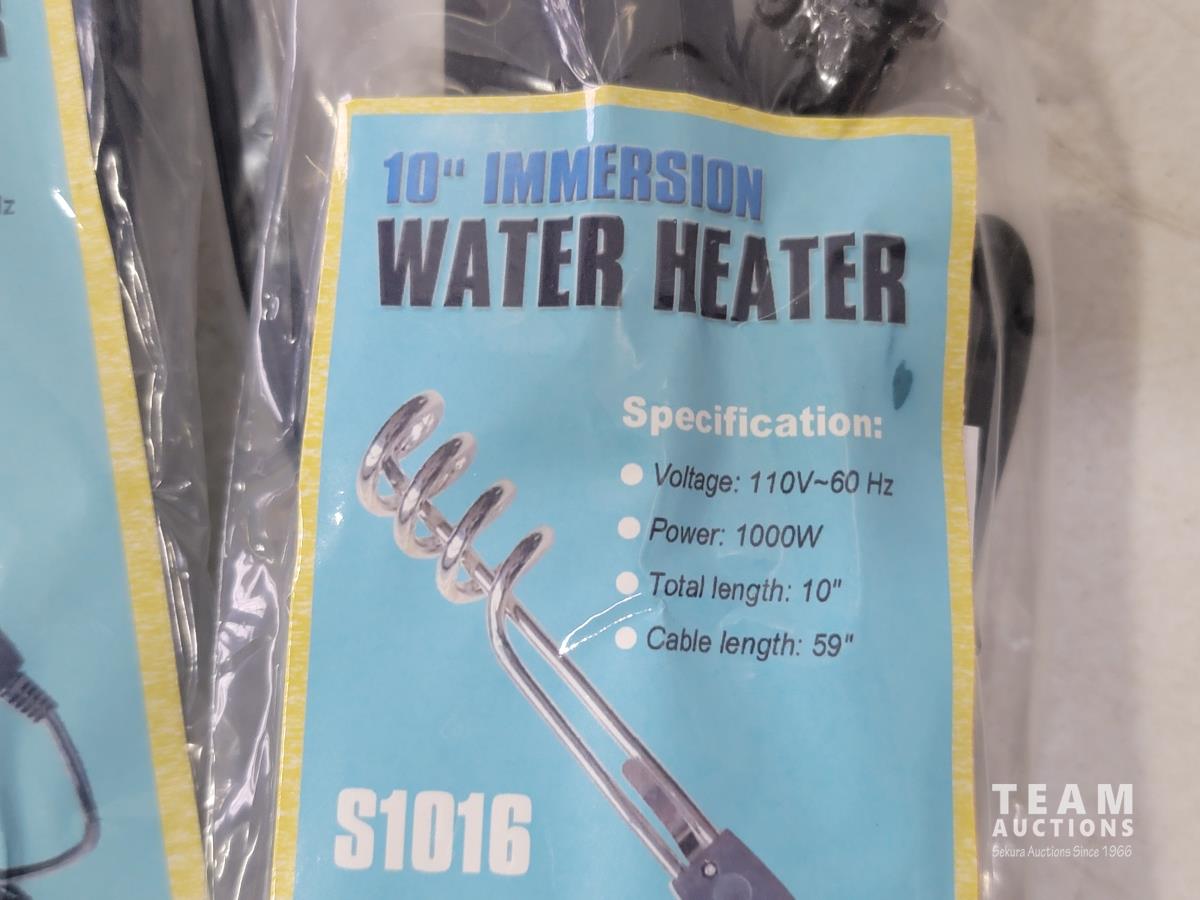 10" IMMERSION
WATER HEATER
Specification:
Voltage: 110V~60 Hz
Power: 1000W
Total length: 10"
Cable length: 59"
S1016
TEAM
AUCTIONS
Sekura Auctions Since 1966